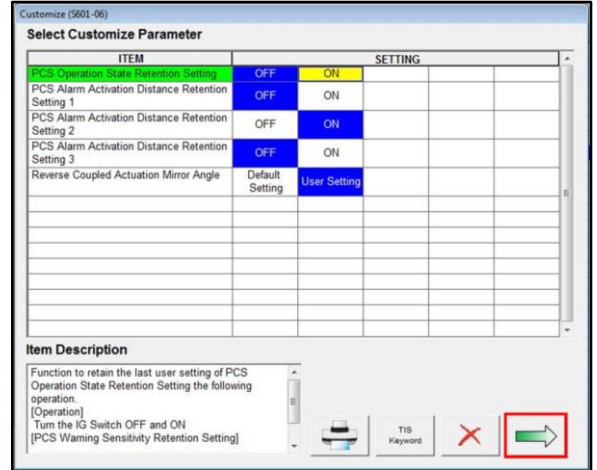 Customize (S601-06)
Select Customize Parameter
ITEM SETTING
PCS Operation State Retention Setting OFF ON
PCS Alarm Activation Distance Retention
Setting 1 OFF ON
PCS Alarm Activation Distance Retention
Setting 2 OFF ON
PCS Alarm Activation Distance Retention
Setting 3 OFF ON
Reverse Coupled Actuation Mirror Angle Default
Setting User Setting
Item Description
Function to retain the last user setting of PCS
Operation State Retention Setting the following
operation.
[Operation]
Turn the IG Switch OFF and ON
[PCS Warning Sensitivity Retention Setting]
TIS
Keyword